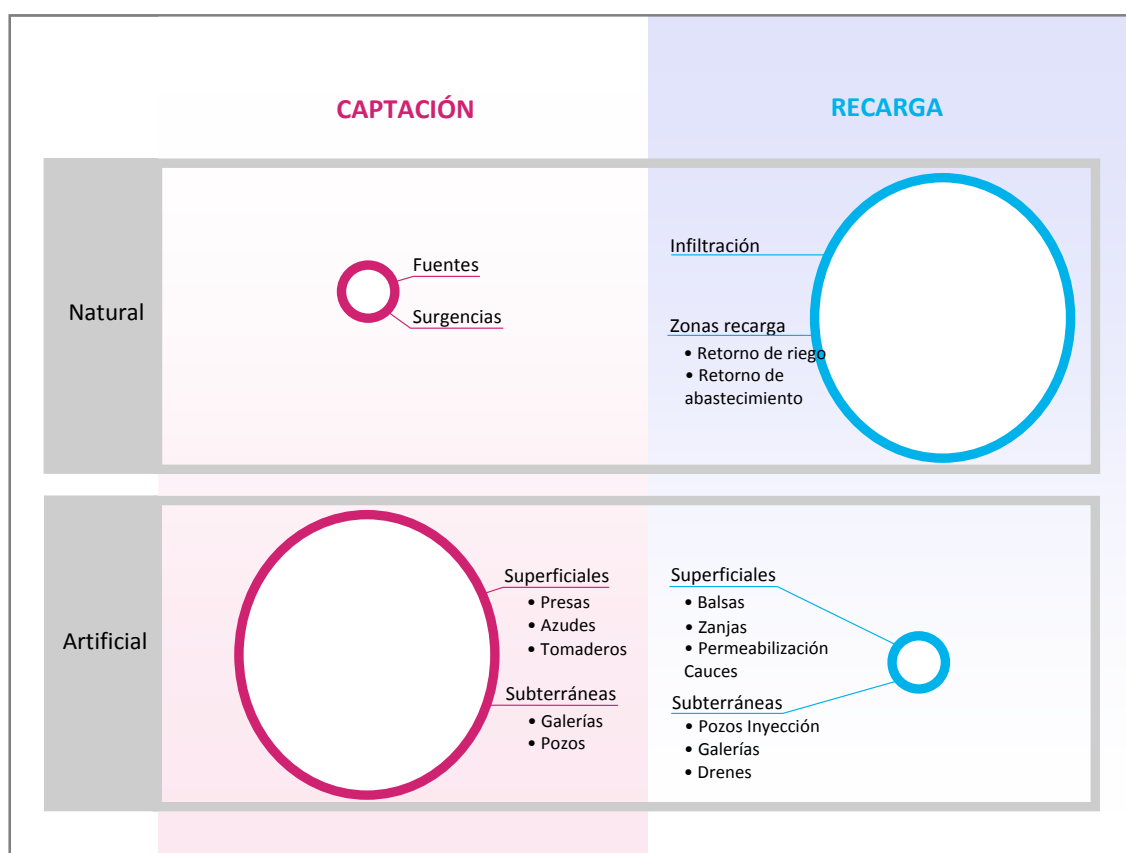 CAPTACIÓN
RECARGA
Natural
Fuentes
Surgencias
Infiltración
Zonas recarga
• Retorno de riego
• Retorno de
abastecimiento
Artificial
Superficiales
• Presas
• Azudes
• Tomaderos
Subterráneas
• Galerías
• Pozos
Superficiales
• Balsas
• Zanjas
• Permeabilización
Cauces
Subterráneas
• Pozos Inyección
• Galerías
• Drenes